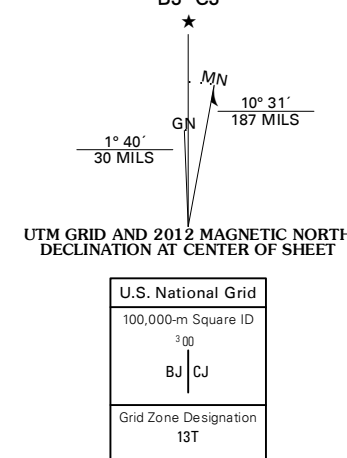 BJ CJ
★
MN
GN
10° 31´
187 MILS
1° 40´
30 MILS
UTM GRID AND 2012 MAGNETIC NORTH
DECLINATION AT CENTER OF SHEET
U.S. National Grid
100,000-m Square ID
³00
BJ CJ
Grid Zone Designation
13T